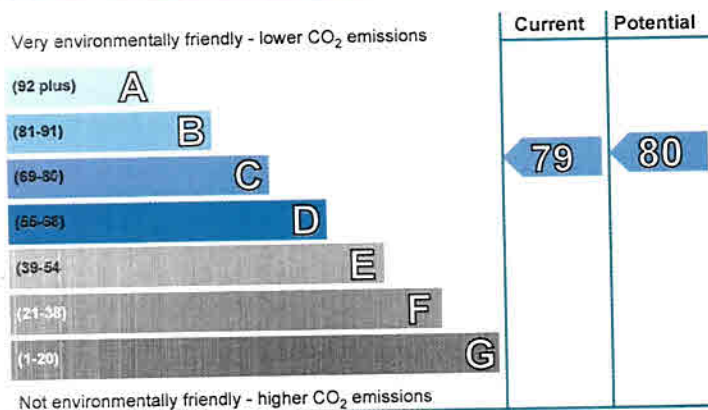 Current Potential
Very environmentally friendly - lower CO₂ emissions
(92 plus) A
(81-91) B
(69-80) C
79 80
(55-68) D
(39-54 E
(21-38) F
(1-20) G
Not environmentally friendly - higher CO₂ emissions